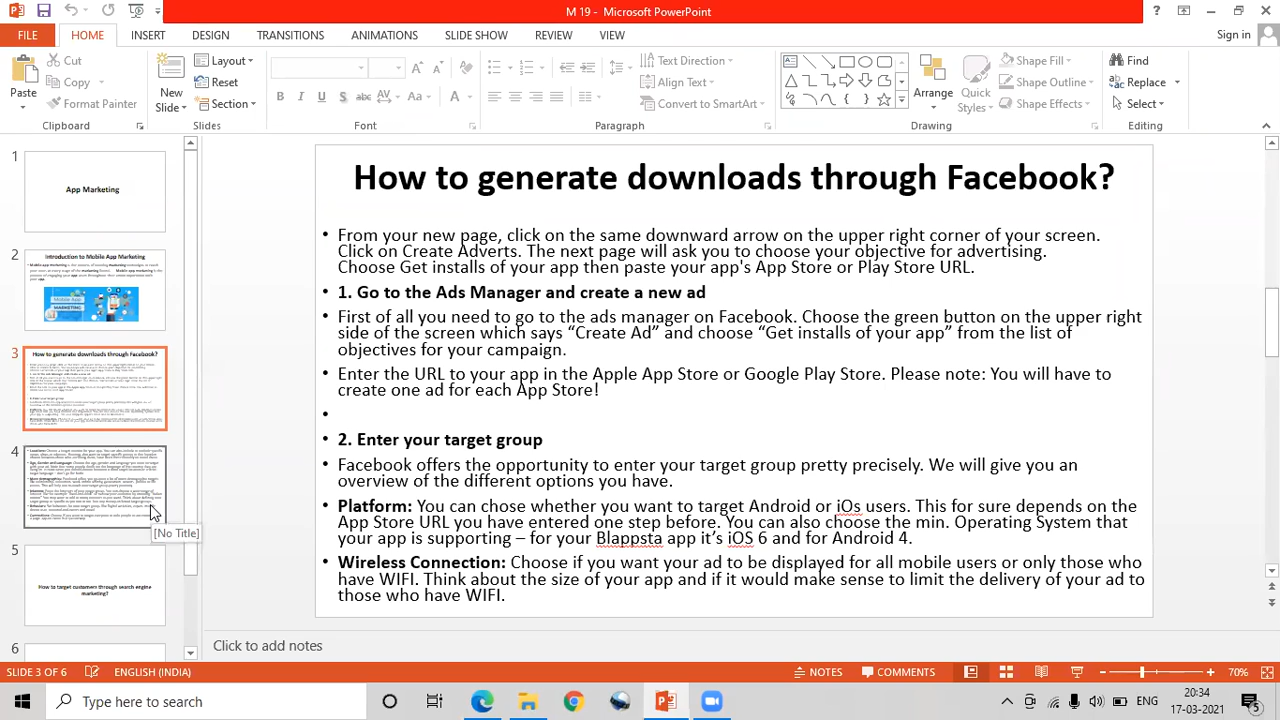 M 19 - Microsoft PowerPoint
FILE HOME INSERT DESIGN TRANSITIONS ANIMATIONS SLIDE SHOW REVIEW VIEW Sign in
Paste Cut Copy Format Painter Clipboard
New Slide Layout Reset Section Slides
B I U S abc AV Aa A Font
Text Direction Align Text Convert to SmartArt Paragraph
Arrange Quick Styles Shape Fill Shape Outline Shape Effects Drawing
Find Replace Select Editing
1
App Marketing
2
Introduction to Mobile App Marketing
3
How to generate downloads through Facebook?
4
[No Title]
5
How to target customers through search engine
marketing?
6
How to generate downloads through Facebook?
• From your new page, click on the same downward arrow on the upper right corner of your screen.
Click on Create Adverts. The next page will ask you to choose your objective for advertising.
Choose Get installs of your app then paste your app's App Store or Play Store URL.
• 1. Go to the Ads Manager and create a new ad
• First of all you need to go to the ads manager on Facebook. Choose the green button on the upper right
side of the screen which says “Create Ad” and choose “Get installs of your app” from the list of
objectives for your campaign.
• Enter the URL to your app in the Apple App Store or Google Play Store. Please note: You will have to
create one ad for each App Store!
•
• 2. Enter your target group
• Facebook offers the opportunity to enter your target group pretty precisely. We will give you an
overview of the different options you have.
• Platform: You can chose whether you want to target Android or iOs users. This for sure depends on the
App Store URL you have entered one step before. You can also choose the min. Operating System that
your app is supporting – for your Blappsta app it’s iOS 6 and for Android 4.
• Wireless Connection: Choose if you want your ad to be displayed for all mobile users or only those who
have WIFI. Think about the size of your app and if it would make sense to limit the delivery of your ad to
those who have WIFI.
Click to add notes
SLIDE 3 OF 6 ENGLISH (INDIA) NOTES COMMENTS 70%
Type here to search ENG 20:34
17-03-2021 5